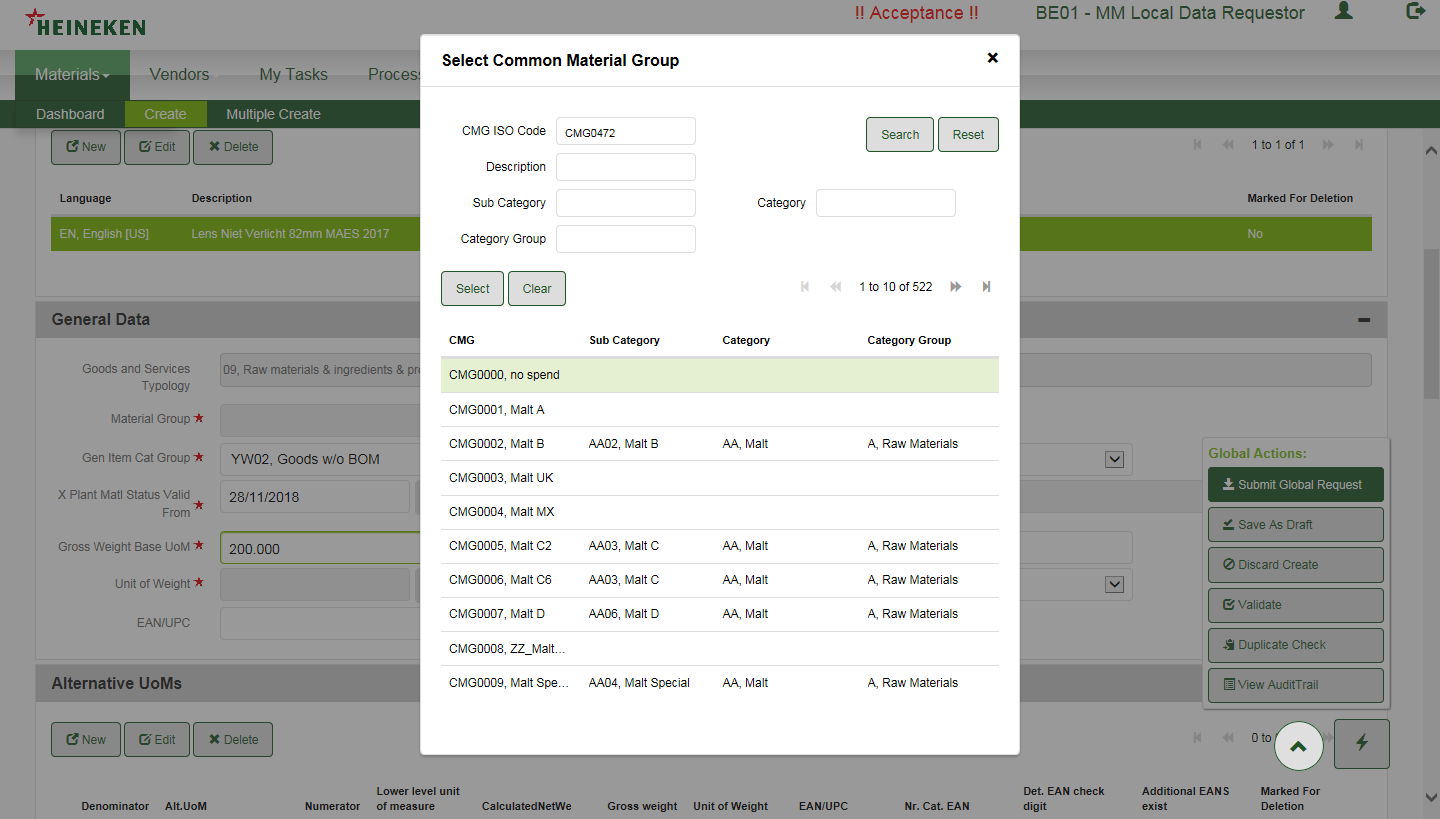 HEINEKEN
!! Acceptance !!
BE01 - MM Local Data Requestor
Materials
Vendors
My Tasks
Process
Dashboard
Create
Multiple Create
New
Edit
Delete
1 to 1 of 1
Language
Description
Marked For Deletion
EN, English [US]
Lens Niet Verlicht 82mm MAES 2017
No
General Data
Goods and Services
Typology
09, Raw materials & ingredients & pr
Material Group
Gen Item Cat Group
YW02, Goods w/o BOM
X Plant Matl Status Valid
From
28/11/2018
Gross Weight Base UoM
200.000
Unit of Weight
EAN/UPC
Select Common Material Group
CMG ISO Code
CMG0472
Search
Reset
Description
Sub Category
Category
Category Group
Select
Clear
1 to 10 of 522
CMG Sub Category Category Category Group
CMG0000, no spend
CMG0001, Malt A
CMG0002, Malt B AA02, Malt B AA, Malt A, Raw Materials
CMG0003, Malt UK
CMG0004, Malt MX
CMG0005, Malt C2 AA03, Malt C AA, Malt A, Raw Materials
CMG0006, Malt C6 AA03, Malt C AA, Malt A, Raw Materials
CMG0007, Malt D AA06, Malt D AA, Malt A, Raw Materials
CMG0008, ZZ_Malt...
CMG0009, Malt Spe... AA04, Malt Special AA, Malt A, Raw Materials
Global Actions:
Submit Global Request
Save As Draft
Discard Create
Validate
Duplicate Check
View AuditTrail
Alternative UoMs
New
Edit
Delete
0 to
Denominator
Alt.UoM
Numerator
Lower level unit
of measure
CalculatedNetWe
Gross weight
Unit of Weight
EAN/UPC
Nr. Cat. EAN
Det. EAN check
digit
Additional EANS
exist
Marked For
Deletion